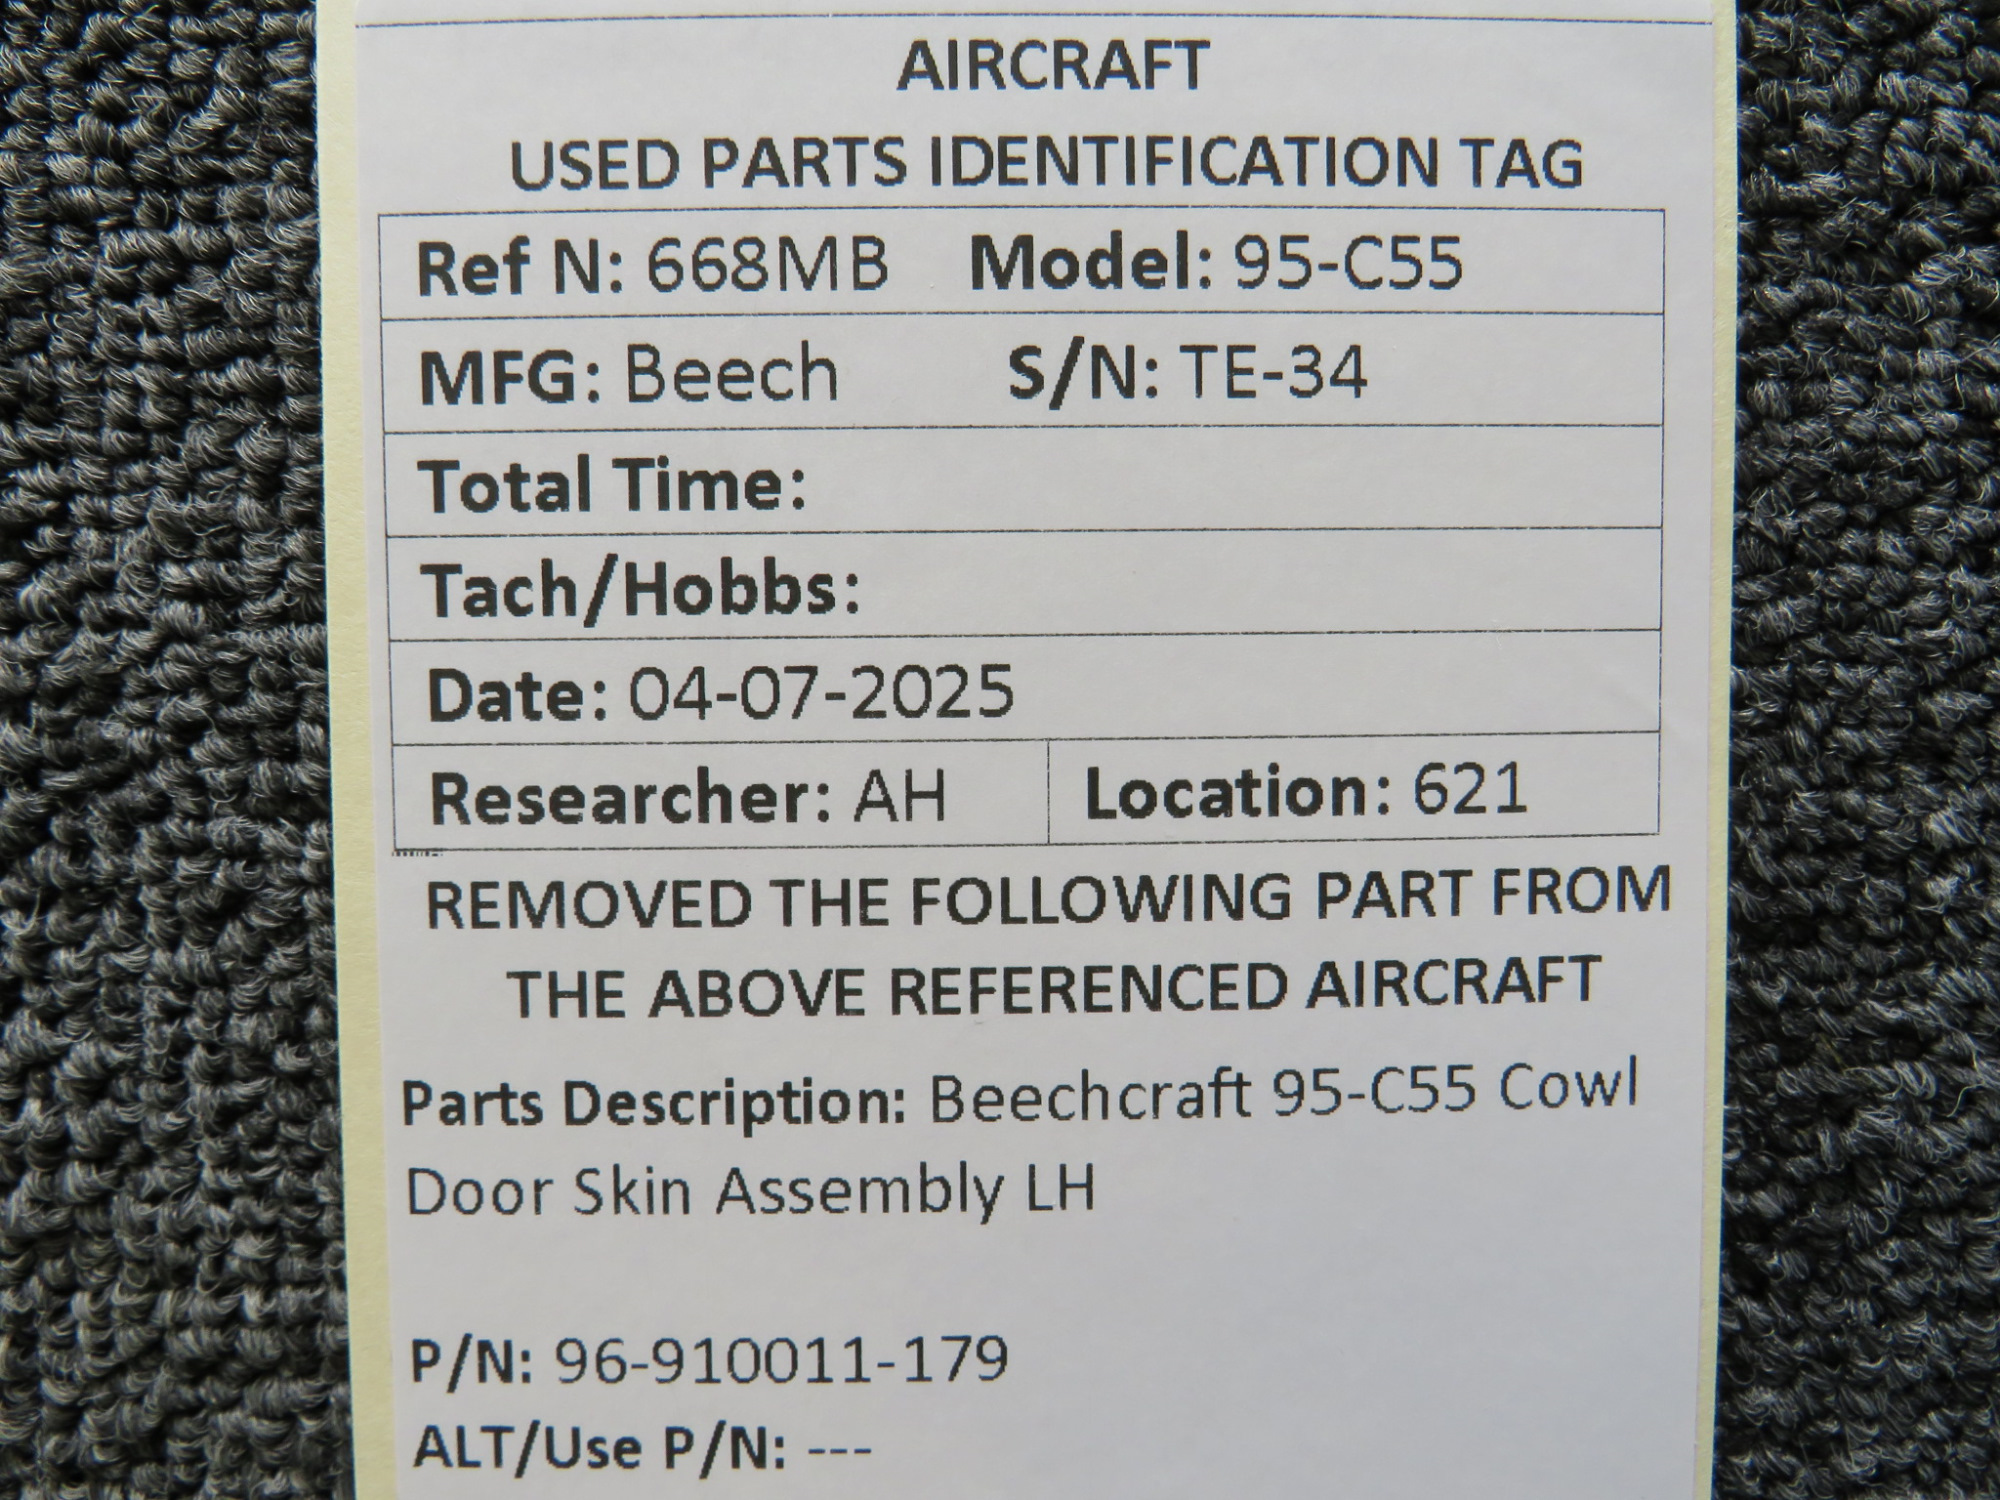 AIRCRAFT
USED PARTS IDENTIFICATION TAG
Ref N: 668MB Model: 95-C55
MFG: Beech S/N: TE-34
Total Time:
Tach/Hobbs:
Date: 04-07-2025
Researcher: AH Location: 621
REMOVED THE FOLLOWING PART FROM
THE ABOVE REFERENCED AIRCRAFT
Parts Description: Beechcraft 95-C55 Cowl
Door Skin Assembly LH
P/N: 96-910011-179
ALT/Use P/N: ---